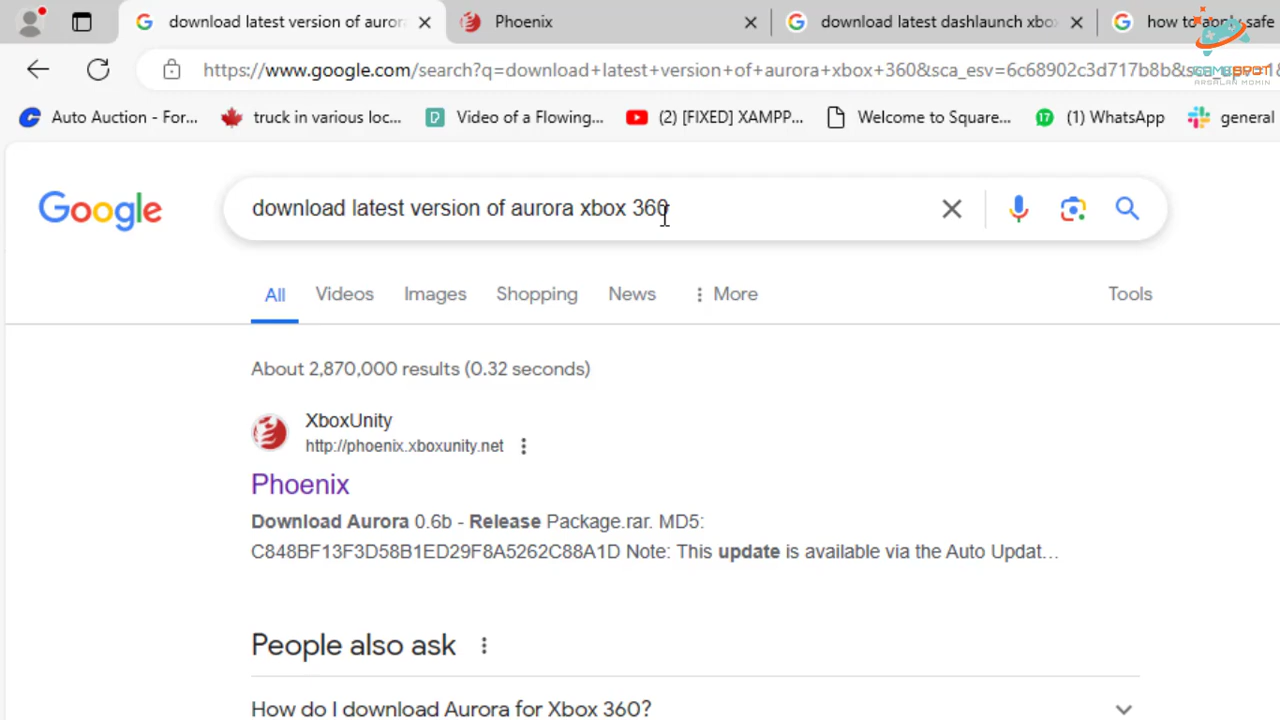 download latest version of auror
Phoenix
download latest dashlaunch xbo
how to apply safe
https://www.google.com/search?q=download+latest+version+of+aurora+xbox+360&sca_esv=6c68902c3d717b8b&
ARSALAN MOMIN
Auto Auction - For...
truck in various loc...
Video of a Flowing...
(2) [FIXED] XAMPP...
Welcome to Square...
17
(1) WhatsApp
general
Google
download latest version of aurora xbox 360
All
Videos
Images
Shopping
News
More
Tools
About 2,870,000 results (0.32 seconds)
XboxUnity
http://phoenix.xboxunity.net
Phoenix
Download Aurora 0.6b - Release Package.rar. MD5:
C848BF13F3D58B1ED29F8A5262C88A1D Note: This update is available via the Auto Updat...
People also ask
How do I download Aurora for Xbox 360?